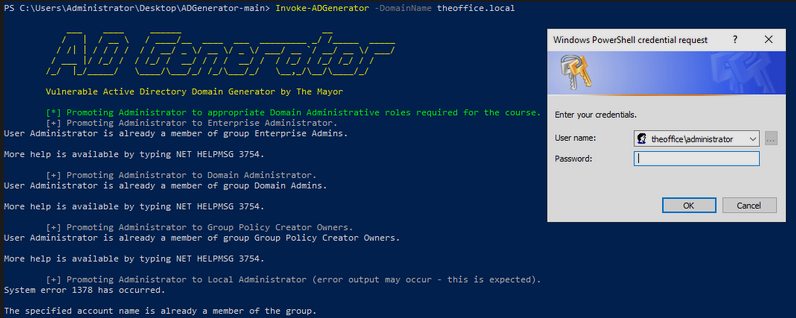 PS C:\Users\Administrator\Desktop\ADGenerator-main> Invoke-ADGenerator -DomainName theoffice.local
AD Generator
Vulnerable Active Directory Domain Generator by The Mayor
[*] Promoting Administrator to appropriate Domain Administrative roles required for the course.
[+] Promoting Administrator to Enterprise Administrator.
User Administrator is already a member of group Enterprise Admins.
More help is available by typing NET HELPMSG 3754.
[+] Promoting Administrator to Domain Administrator.
User Administrator is already a member of group Domain Admins.
More help is available by typing NET HELPMSG 3754.
[+] Promoting Administrator to Group Policy Creator Owners.
User Administrator is already a member of group Group Policy Creator Owners.
More help is available by typing NET HELPMSG 3754.
[+] Promoting Administrator to Local Administrator (error output may occur - this is expected).
System error 1378 has occurred.
The specified account name is already a member of the group.
Windows PowerShell credential request
Enter your credentials.
User name: theoffice\administrator
...
Password:
OK Cancel